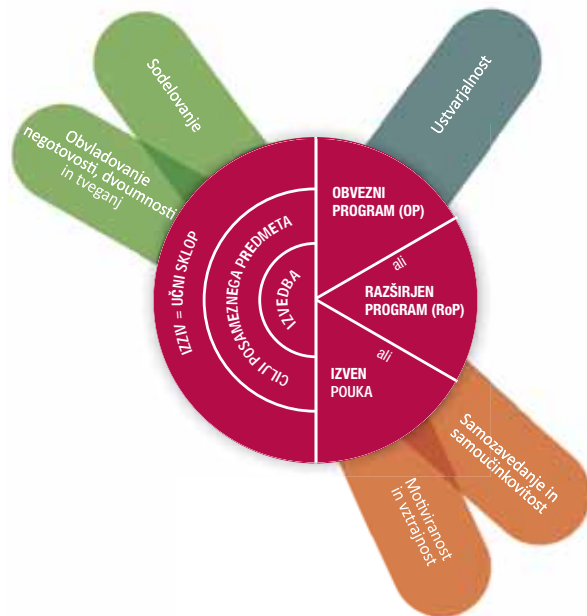 Sodelovanje
Obvladovanje
negotovosti, dvoumnosti
in tveganj
Ustvarjalnost
IZZIV = UČNI SKLOP
CILJI POSAMEZNEGA PREDMETA
IZVEDBA
OBVEZNI
PROGRAM (OP)
ali
RAZŠIRJEN
PROGRAM (RoP)
ali
IZVEN
POUKA
Samozavedanje in
samoučinkovitost
Motiviranost
in vztrajnost